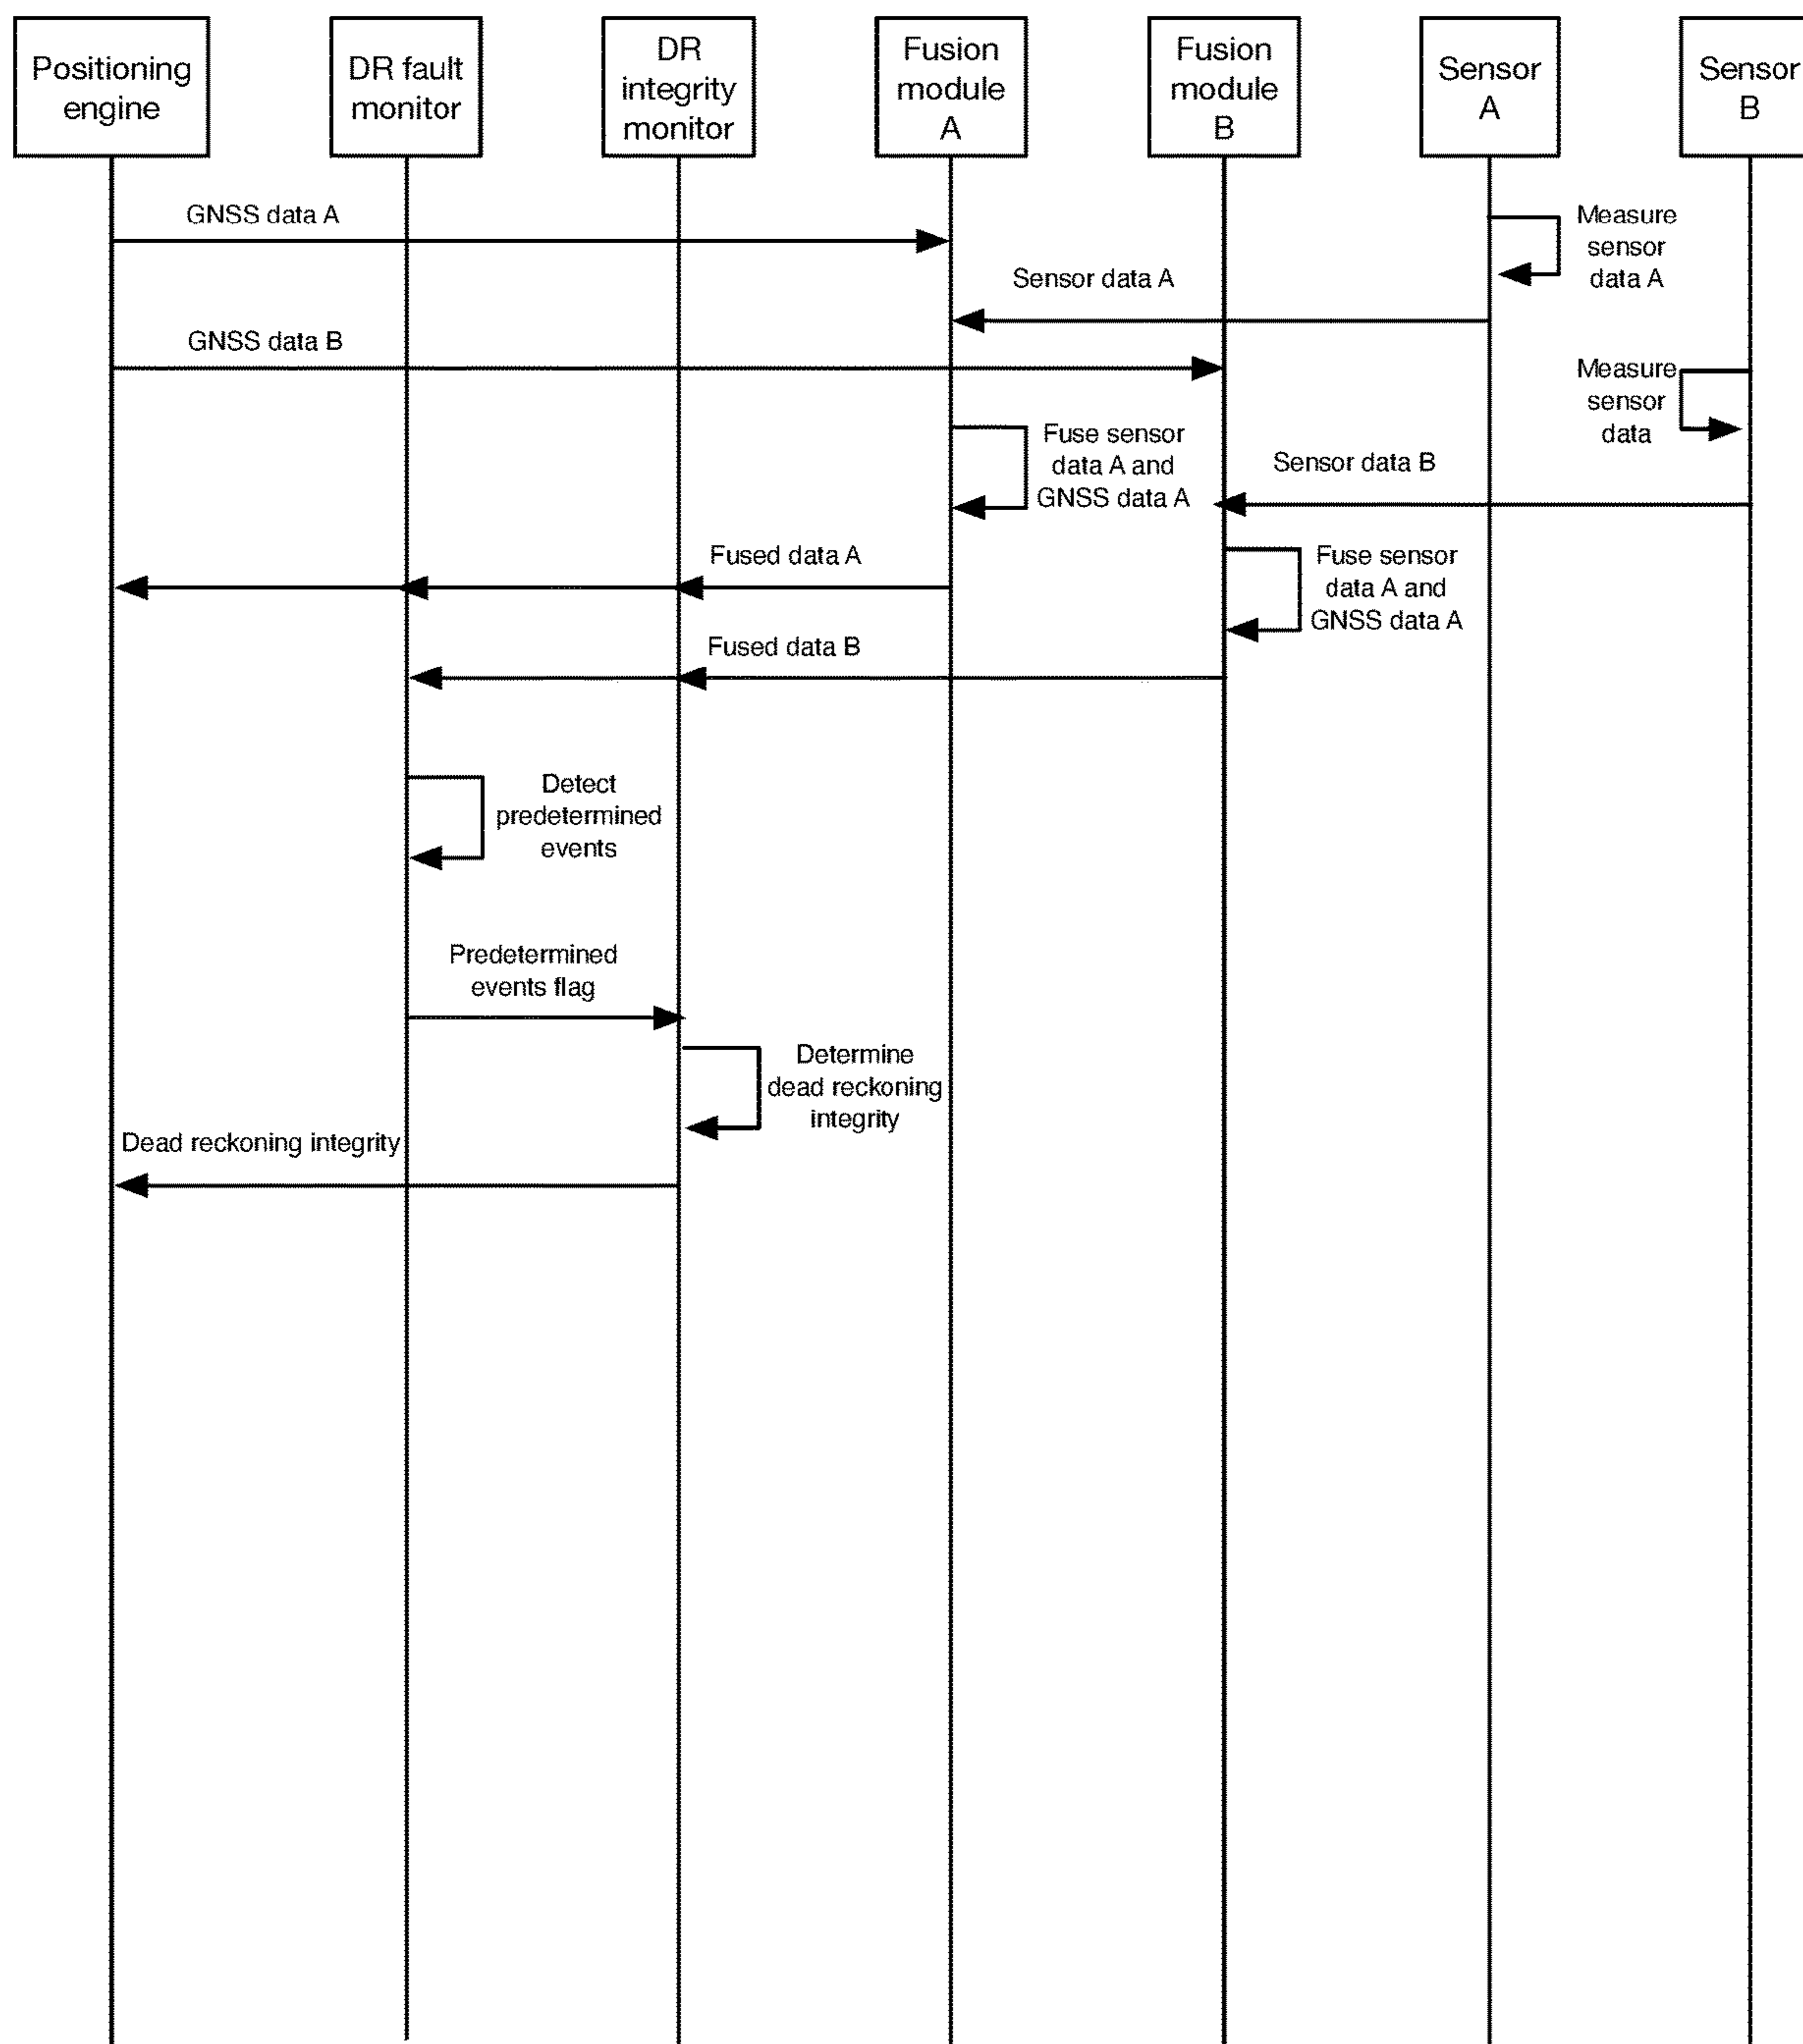 Positioning
engine
DR fault
monitor
DR
integrity
monitor
Fusion
module
A
Fusion
module
B
Sensor
A
Sensor
B
GNSS data A
Measure
sensor
data A
Sensor data A
GNSS data B
Measure
sensor
data
Fuse sensor
data A and
GNSS data A
Sensor data B
Fused data A
Fuse sensor
data A and
GNSS data A
Fused data B
Detect
predetermined
events
Predetermined
events flag
Determine
dead reckoning
integrity
Dead reckoning integrity